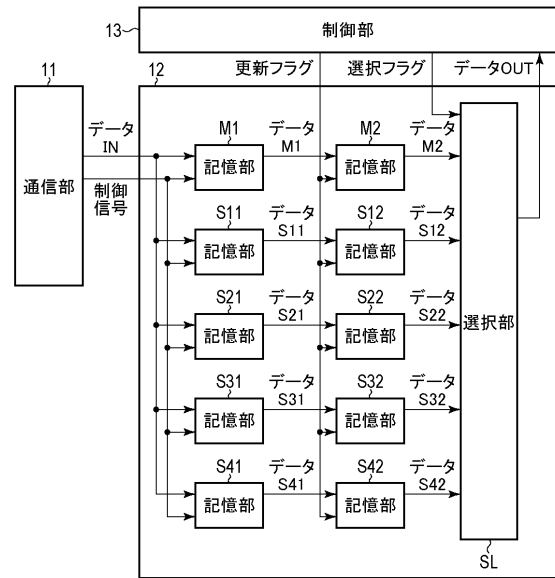 13
制御部
11
12
更新フラグ
選択フラグ
データOUT
通信部
データ
IN
制御
信号
M1
記憶部
データ
M1
M2
記憶部
データ
M2
S11
記憶部
データ
S11
S12
記憶部
データ
S12
S21
記憶部
データ
S21
S22
記憶部
データ
S22
選択部
S31
記憶部
データ
S31
S32
記憶部
データ
S32
S41
記憶部
データ
S41
S42
記憶部
データ
S42
SL